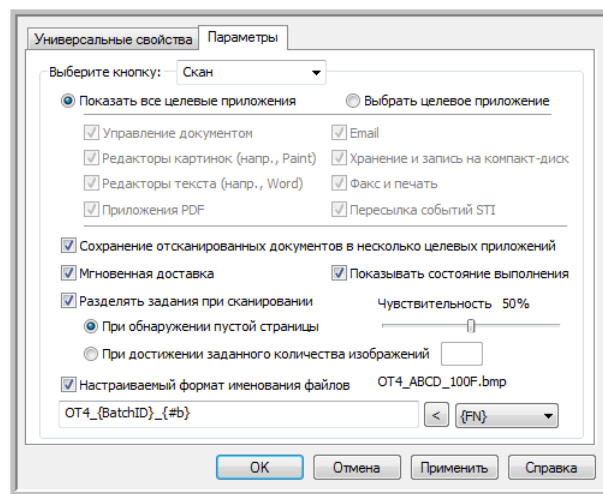 Универсальные свойства Параметры
Выберите кнопку: Скан
Показать все целевые приложения Выбрать целевое приложение
Управление документом Email
Редакторы картинок (напр., Paint) Хранение и запись на компакт-диск
Редакторы текста (напр., Word) Факс и печать
Приложения PDF Пересылка событий STI
Сохранение отсканированных документов в несколько целевых приложений
Мгновенная доставка Показывать состояние выполнения
Разделять задания при сканировании Чувствительность 50%
При обнаружении пустой страницы
При достижении заданного количества изображений
Настраиваемый формат именования файлов OT4_ABCD_100F.bmp
OT4_{BatchID}_{#b} < {FN}
OK Отмена Применить Справка